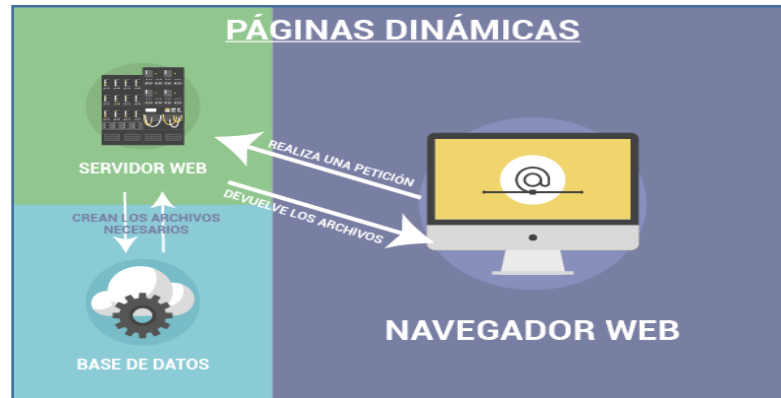 PÁGINAS DINÁMICAS
SERVIDOR WEB
REALIZA UNA PETICIÓN
DEVUELVE LOS ARCHIVOS
CREAN LOS ARCHIVOS
NECESARIOS
@
NAVEGADOR WEB
BASE DE DATOS